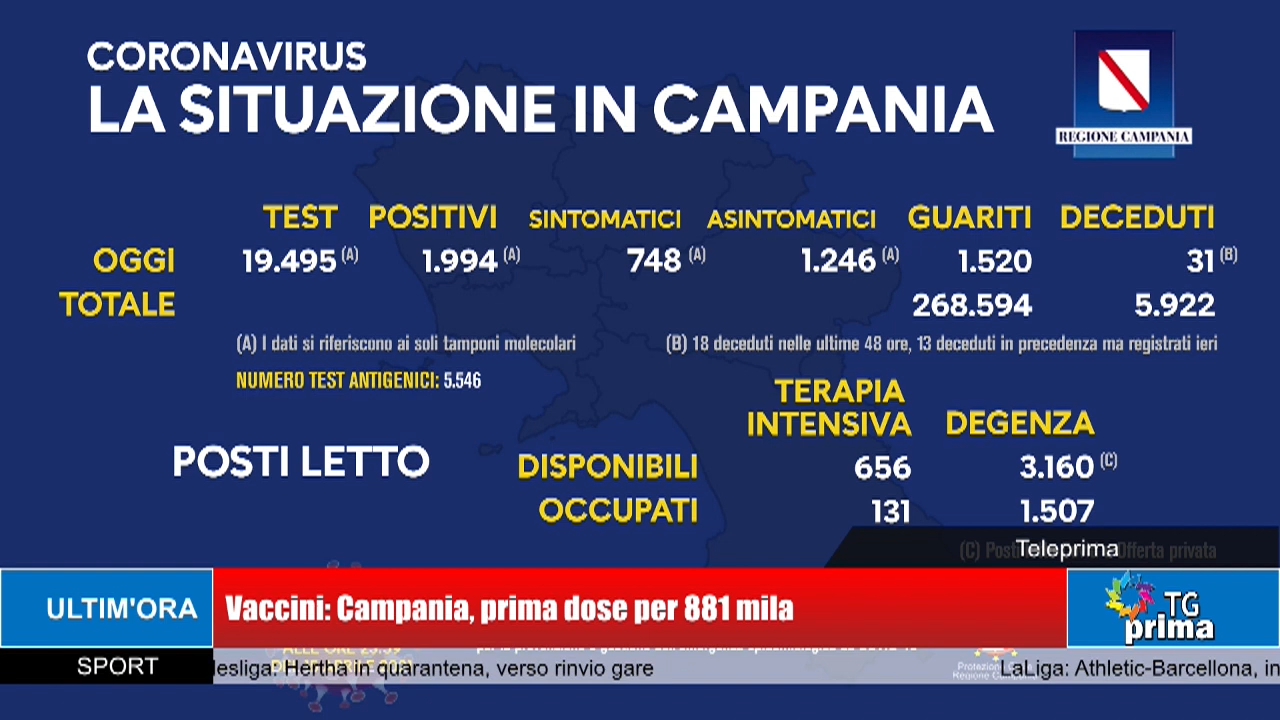 CORONAVIRUS
LA SITUAZIONE IN CAMPANIA
REGIONE CAMPANIA
TEST POSITIVI SINTOMATICI ASINTOMATICI GUARITI DECEDUTI
OGGI 19.495 (A) 1.994 (A) 748 (A) 1.246 (A) 1.520 31 (B)
TOTALE 268.594 5.922
(A) I dati si riferiscono ai soli tamponi molecolari (B) 18 deceduti nelle ultime 48 ore, 13 deceduti in precedenza ma registrati ieri
NUMERO TEST ANTIGENICI: 5.546
TERAPIA
INTENSIVA DEGENZA
POSTI LETTO DISPONIBILI 656 3.160 (C)
OCCUPATI 131 1.507
Teleprima
(C) Offerta privata
ULTIM'ORA Vaccini: Campania, prima dose per 881 mila TG
prima
SPORT esliga: Hertha in quarantena, verso rinvio gare LaLiga: Athletic-Barcellona, in